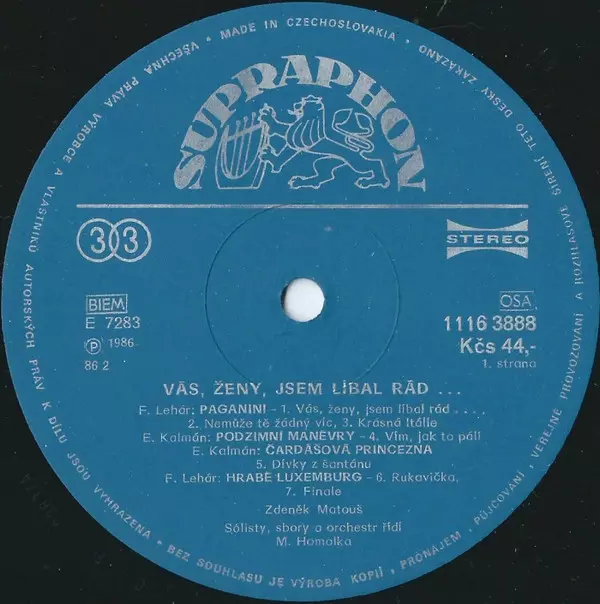 MADE IN CZECHOSLOVAKIA • VŠECHNA PRÁVA VÝROBCE A VLASTNÍKŮ AUTORSKÝCH PRÁV K DÍLU JSOU VYHRAZENA • BEZ SOUHLASU JE VÝROBA KOPIÍ, PRONÁJEM, PŮJČOVÁNÍ, VEŘEJNÉ PROVOZOVÁNÍ A ROZHLASOVÉ ŠÍŘENÍ TÉTO DESKY ZAKÁZÁNO •
SUPRAPHON
33
STEREO
BIEM
E 7283
Ⓟ 1986
86 2
OSA
1116 3888
Kčs 44,-
1. strana
VÁS, ŽENY, JSEM LÍBAL RÁD ...
F. Lehár: PAGANINI - 1. Vás, ženy, jsem líbal rád ....
2. Nemůže tě žádný víc, 3. Krásná Itálie
E. Kalmán: PODZIMNÍ MANÉVRY - 4. Vím, jak to pálí
E. Kalmán: ČARDÁŠOVÁ PRINCEZNA
5. Dívky z šantánu
F. Lehár: HRABĚ LUXEMBURG - 6. Rukavička,
7. Finale
Zdeněk Matouš
Sólisty, sbory a orchestr řídí
M. Homolka